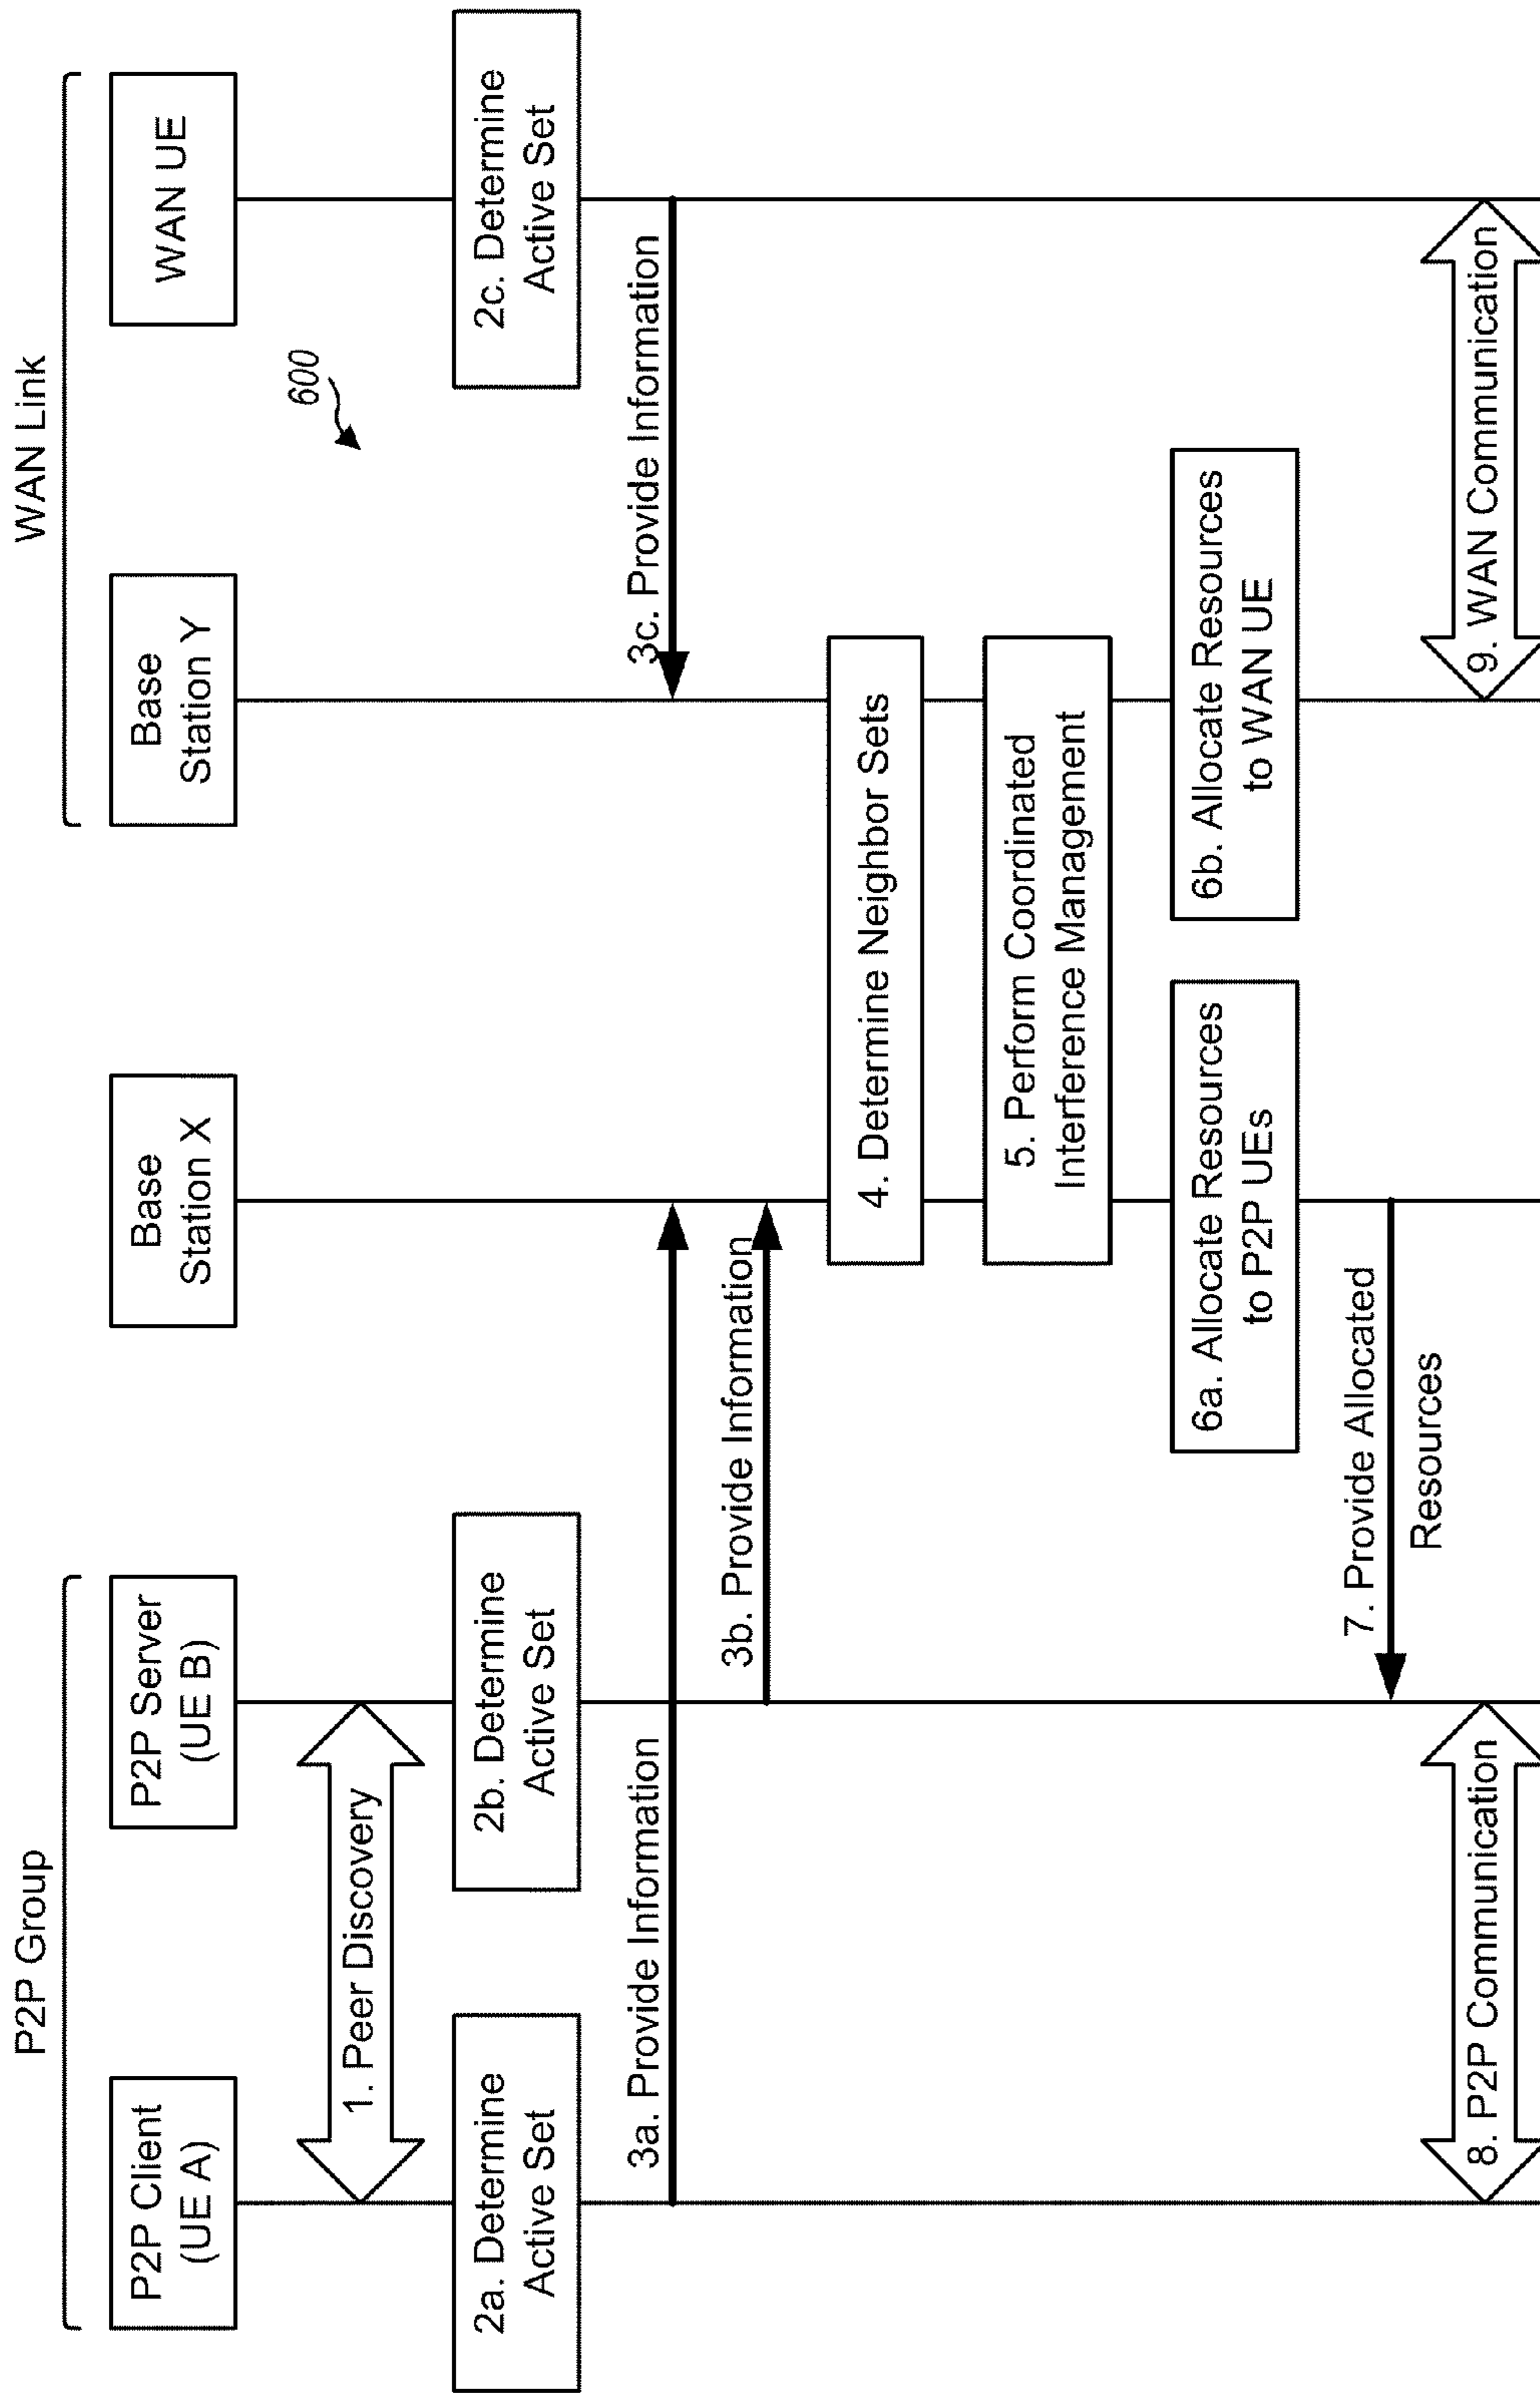 P2P Group
WAN Link
P2P Client
(UE A)
P2P Server
(UE B)
Base
Station X
Base
Station Y
WAN UE
600
1. Peer Discovery
2a. Determine
Active Set
2b. Determine
Active Set
2c. Determine
Active Set
3a. Provide Information
3c. Provide Information
3b. Provide Information
4. Determine Neighbor Sets
5. Perform Coordinated
Interference Management
6a. Allocate Resources
to P2P UEs
6b. Allocate Resources
to WAN UE
7. Provide Allocated
Resources
8. P2P Communication
9. WAN Communication